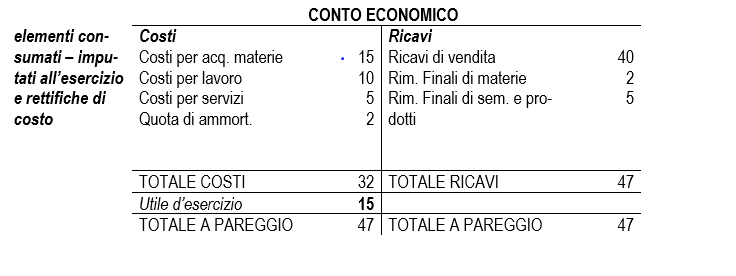 CONTO ECONOMICO
elementi con- Costi Ricavi
sumati – impu- Costi per acq. materie 15 Ricavi di vendita 40
tati all'esercizio Costi per lavoro 10 Rim. Finali di materie 2
e rettifiche di Costi per servizi 5 Rim. Finali di sem. e pro- 5
costo Quota di ammort. 2 dotti
TOTALE COSTI 32 TOTALE RICAVI 47
Utile d'esercizio 15
TOTALE A PAREGGIO 47 TOTALE A PAREGGIO 47